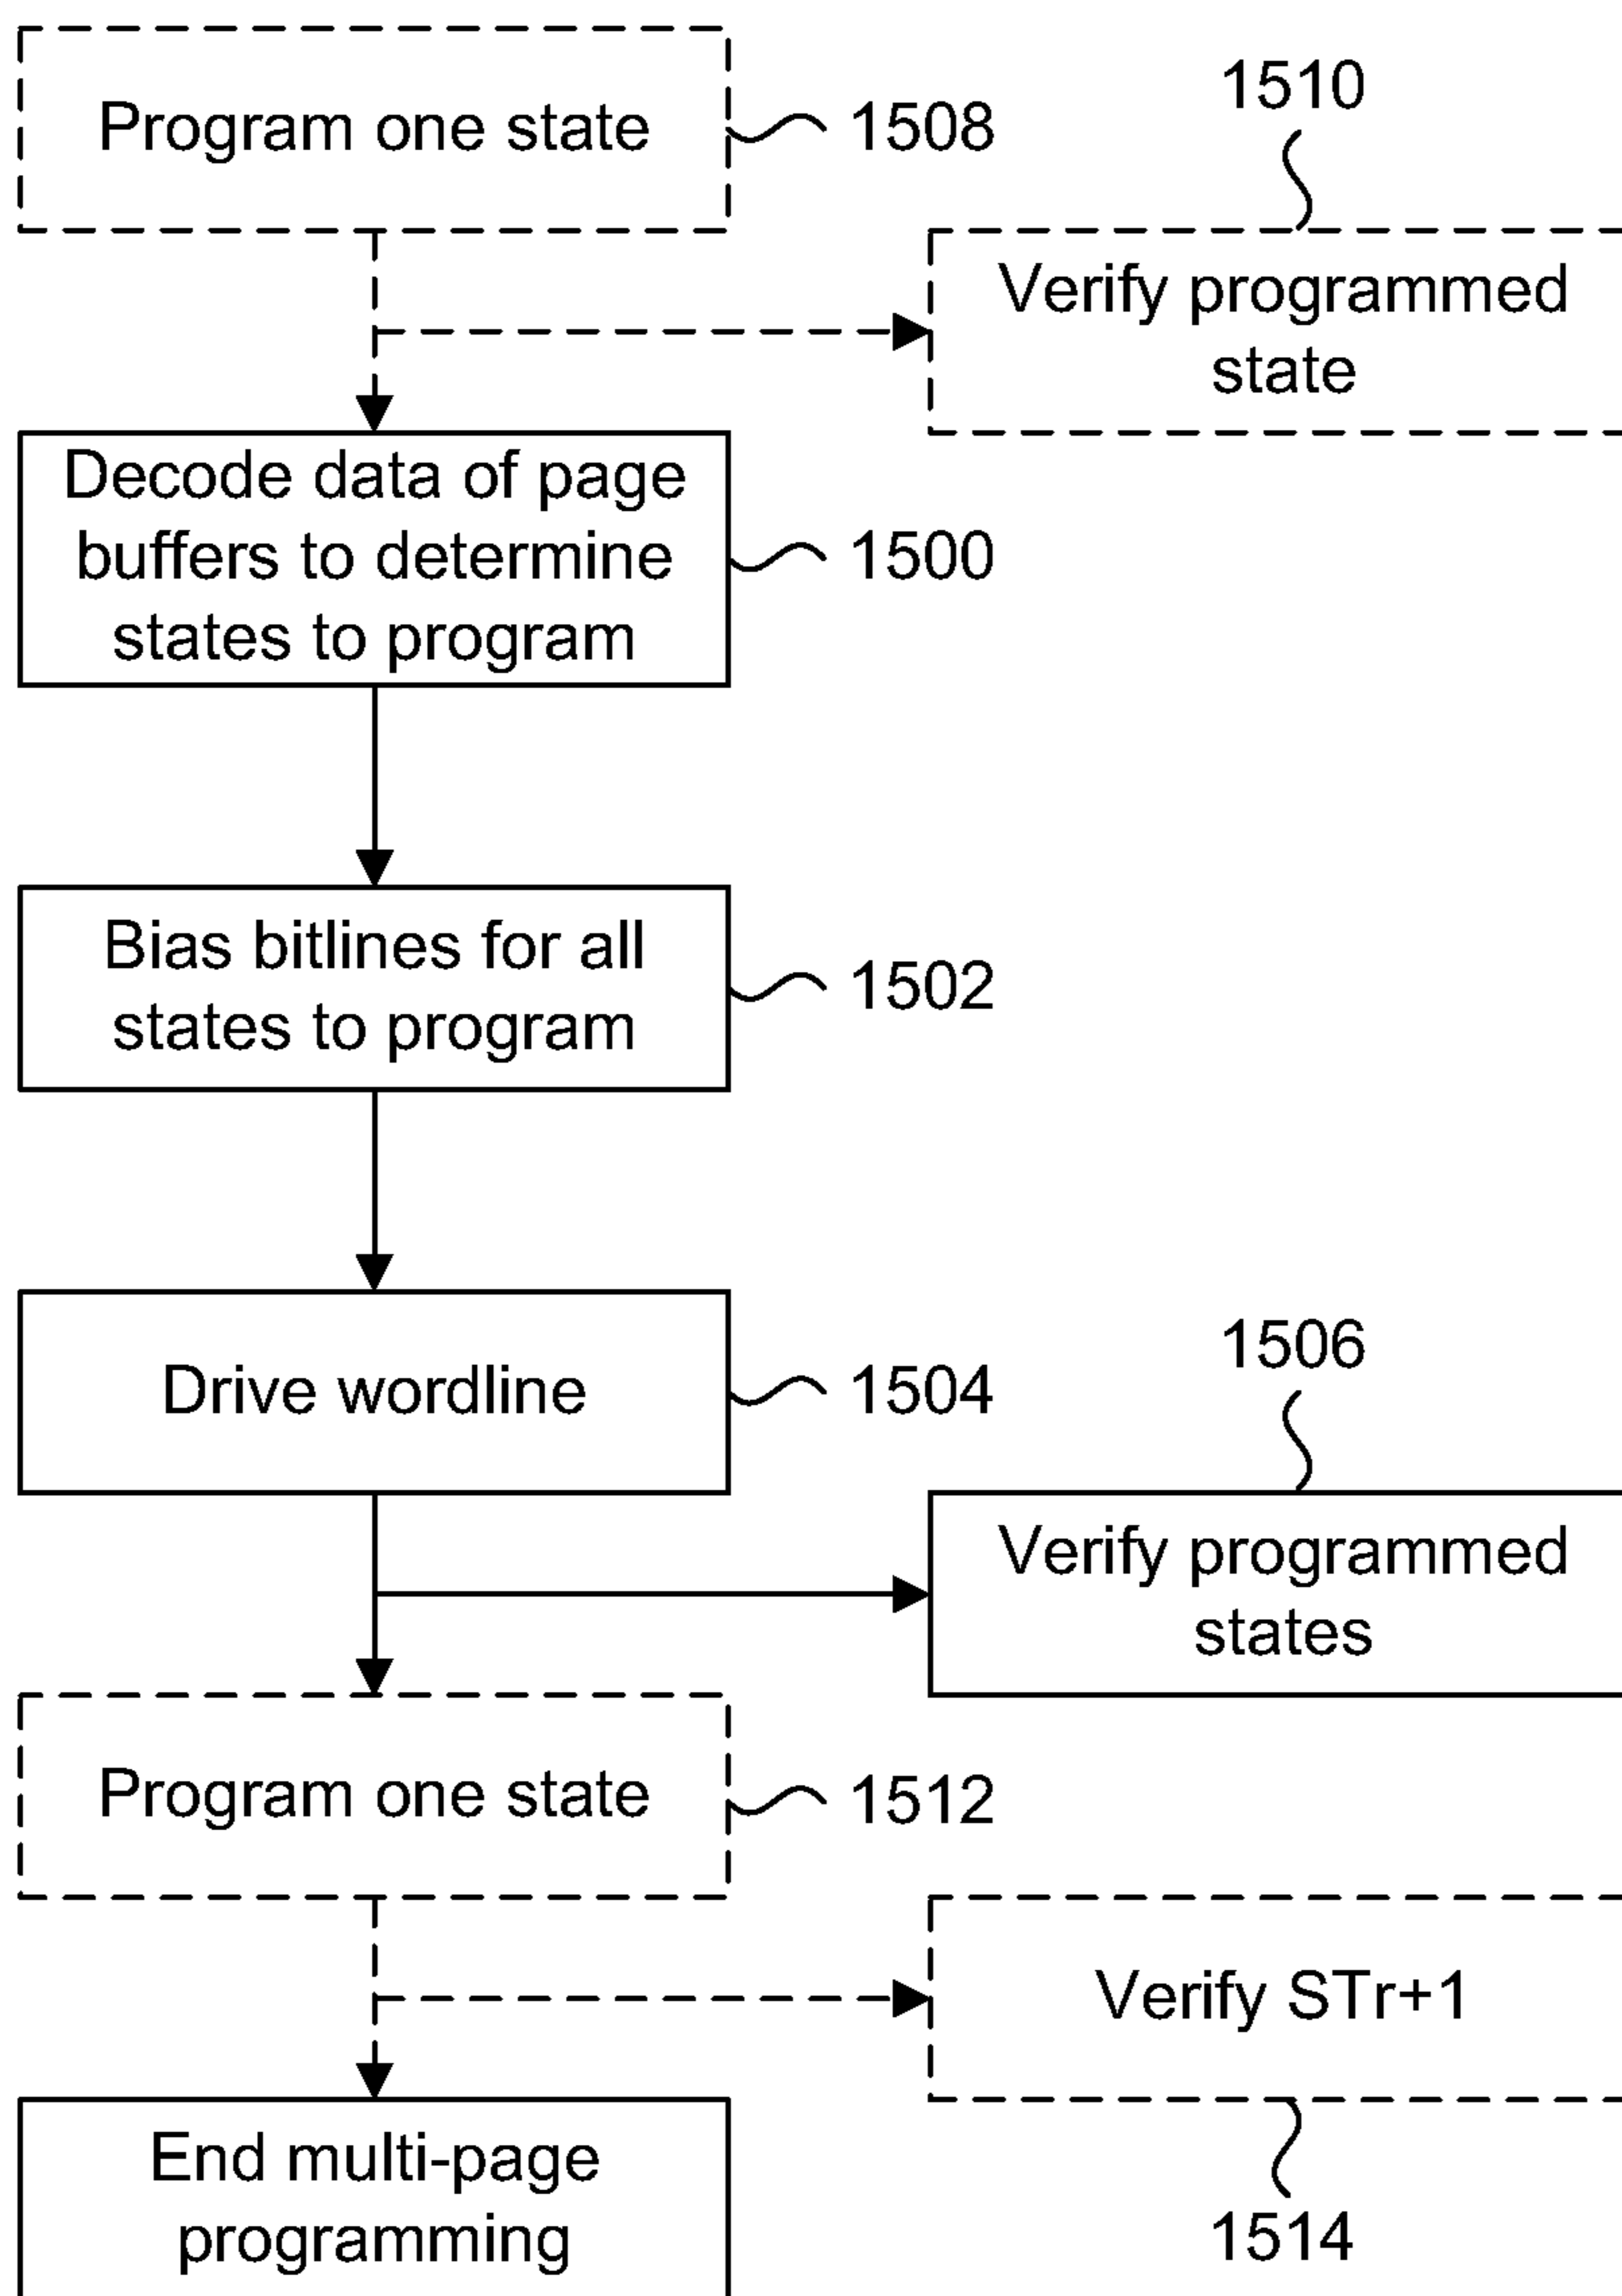 Program one state
1508
1510
Verify programmed
state
Decode data of page
buffers to determine
states to program
1500
Bias bitlines for all
states to program
1502
Drive wordline
1504
1506
Verify programmed
states
Program one state
1512
Verify STr+1
1514
End multi-page
programming